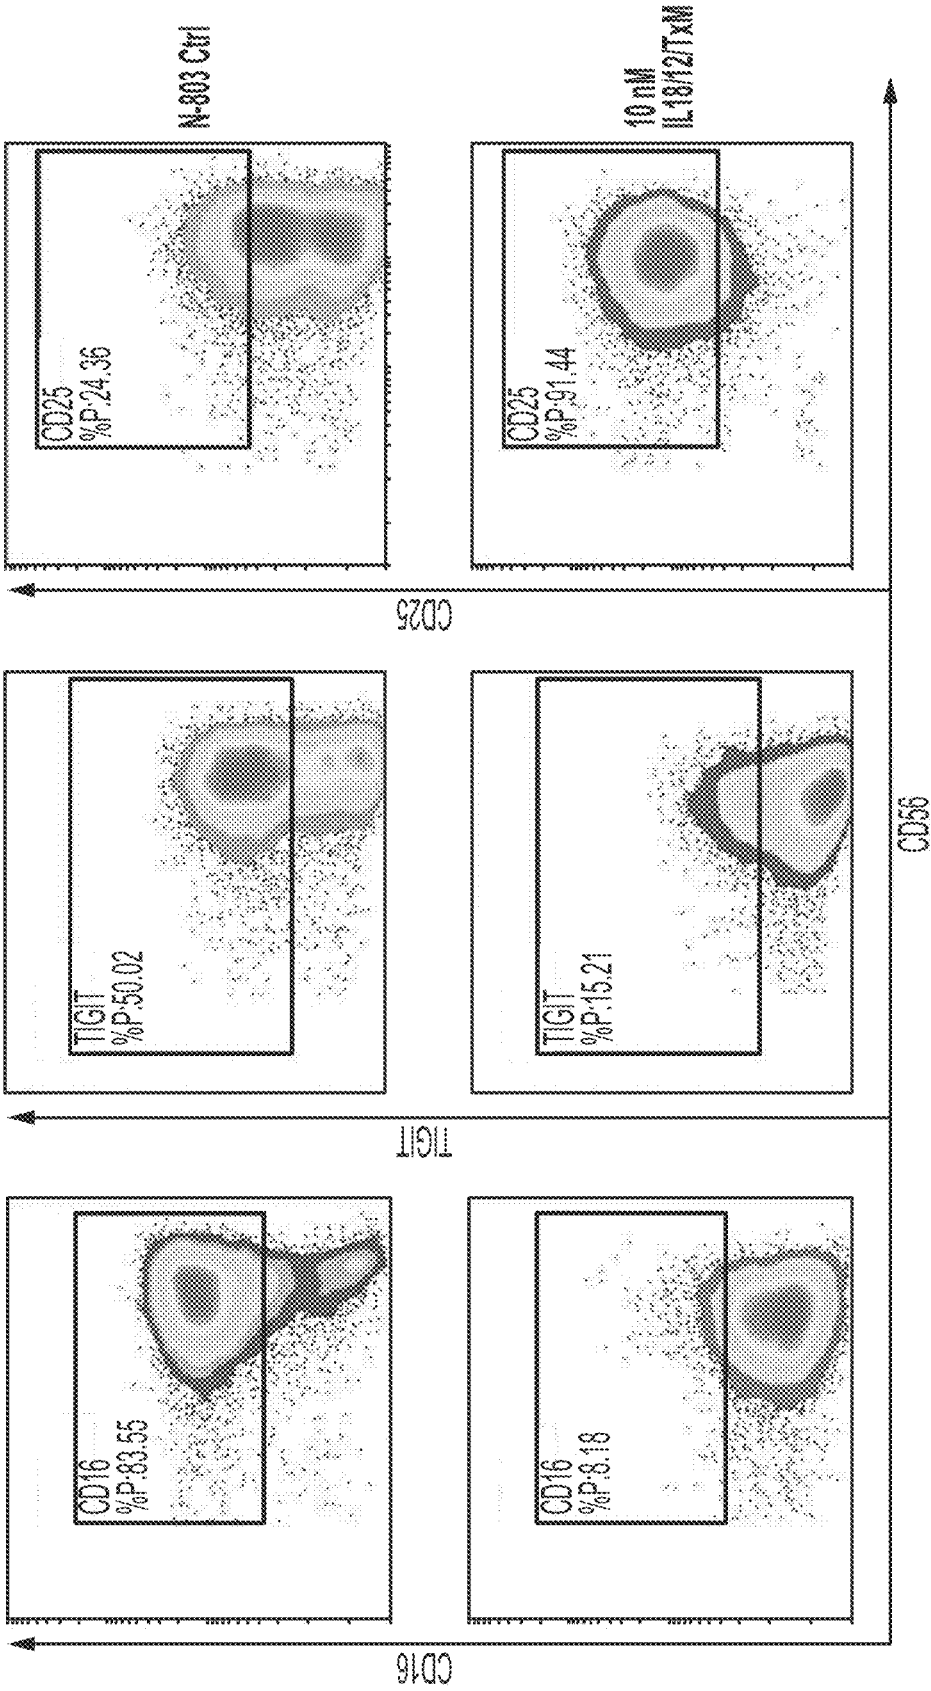 CD16
%P:83.55
TIGIT
%P:50.02
CD25
%P:24.36
N-803 Ctrl
CD16
%P:8.18
TIGIT
%P:15.21
CD25
%P:91.44
10 nM
IL18/12/TxM
CD16
TIGIT
CD25
CD56